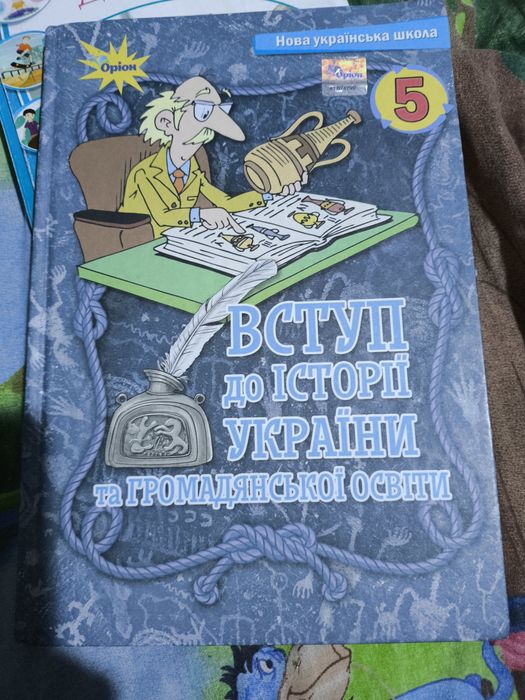 Нова українська школа
Оріон
Оріон
5
ВСТУП
до ІСТОРІЇ
УКРАЇНИ
та ГРОМАДЯНСЬКОЇ ОСВІТИ